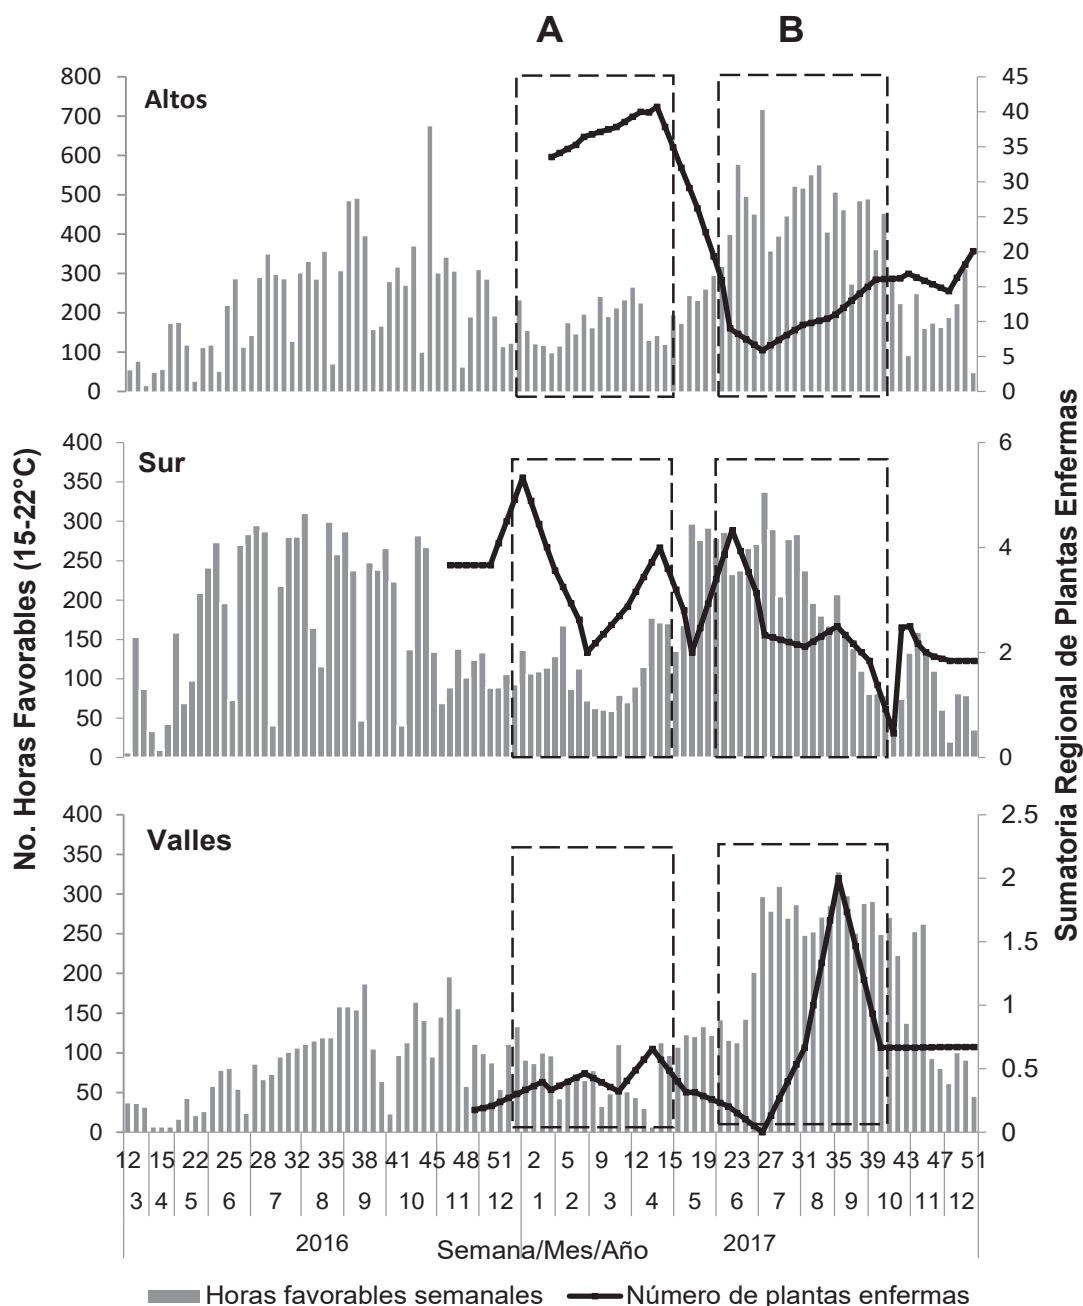 A B
Altos
800 45
700 40
600 35
500 30
400 25
300 20
200 15
100 10
0 5
0
Sur
400 6
350
300
250 4
200
150 2
100
50
0 0
Valles
400 2.5
350
300 2
250 1.5
200
150 1
100
50 0.5
0 0
No. Horas Favorables (15-22°C)
Sumatoria Regional de Plantas Enfermas
12 15 22 25 28 32 35 38 41 45 48 51 2 5 9 12 15 19 23 27 31 35 39 43 47 51
3 4 5 6 7 8 9 10 11 12 1 2 3 4 5 6 7 8 9 10 11 12
2016 2017
Semana/Mes/Año
Horas favorables semanales Número de plantas enfermas